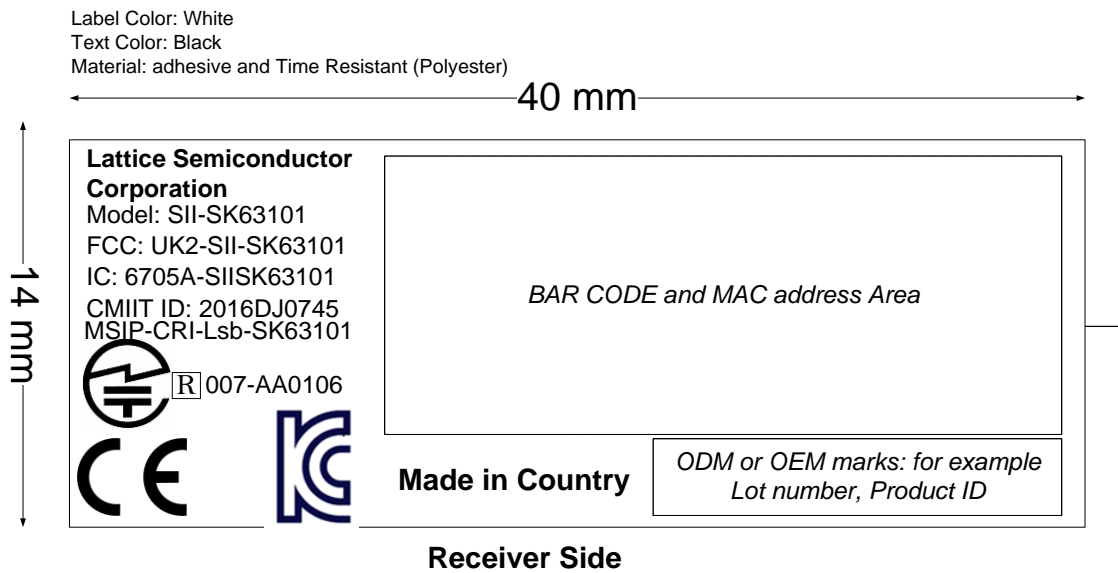 Label Color: White
Text Color: Black
Material: adhesive and Time Resistant (Polyester)
40 mm
14 mm
Lattice Semiconductor
Corporation
Model: SII-SK63101
FCC: UK2-SII-SK63101
IC: 6705A-SIISK63101
CMIIT ID: 2016DJ0745
MSIP-CRI-Lsb-SK63101
R 007-AA0106
CE
KC
BAR CODE and MAC address Area
Made in Country
ODM or OEM marks: for example
Lot number, Product ID
Receiver Side